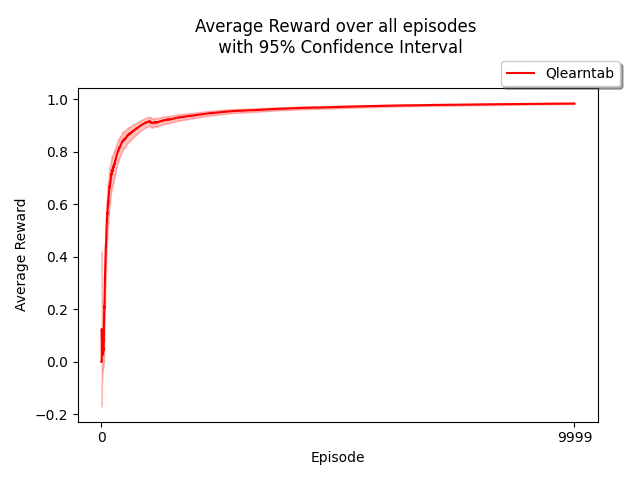 Average Reward over all episodes
with 95% Confidence Interval
Qlearntab
1.0
0.8
0.6
0.4
0.2
0.0
−0.2
Average Reward
0
9999
Episode